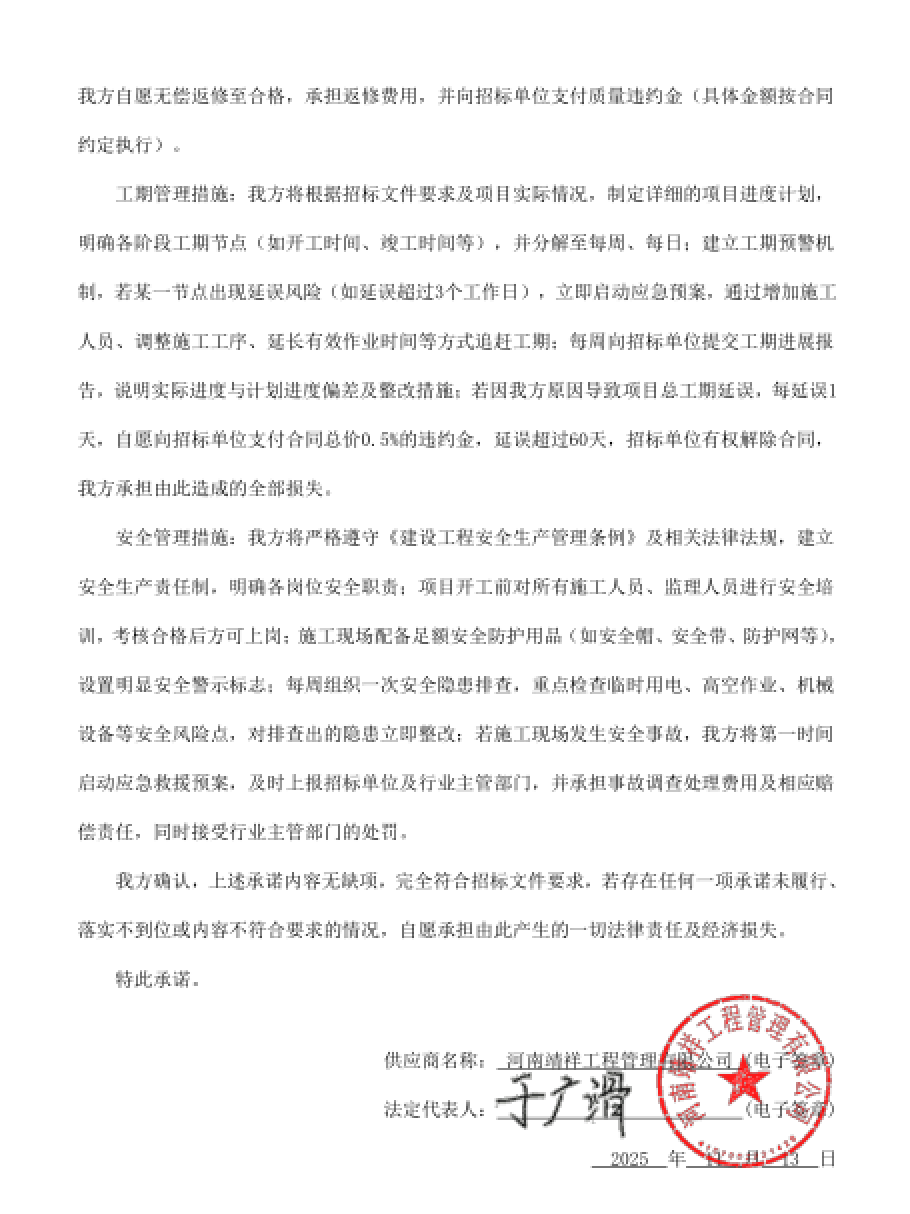 我方自愿无偿返修至合格，承担返修费用，并向招标单位支付质量违约金（具体金额按合同
约定执行）。
工期管理措施：我方将根据招标文件要求及项目实际情况，制定详细的项目进度计划，
明确各阶段工期节点（如开工时间、竣工时间等），并分解至每周、每日；建立工期预警机
制，若某一节点出现延误风险（如延误超过3个工作日），立即启动应急预案，通过增加施工
人员、调整施工工序、延长有效作业时间等方式追赶工期；每周向招标单位提交工期进展报
告，说明实际进度与计划进度偏差及整改措施；若因我方原因导致项目总工期延误，每延误1
天，自愿向招标单位支付合同总价0.5%的违约金，延误超过60天，招标单位有权解除合同，
我方承担由此造成的全部损失。
安全管理措施：我方将严格遵守《建设工程安全生产管理条例》及相关法律法规，建立
安全生产责任制，明确各岗位安全职责；项目开工前对所有施工人员、监理人员进行安全培
训，考核合格后方可上岗；施工现场配备足额安全防护用品（如安全帽、安全带、防护网等），
设置明显安全警示标志；每周组织一次安全隐患排查，重点检查临时用电、高空作业、机械
设备等安全风险点，对排查出的隐患立即整改；若施工现场发生安全事故，我方将第一时间
启动应急救援预案，及时上报招标单位及行业主管部门，并承担事故调查处理费用及相应赔
偿责任，同时接受行业主管部门的处罚。
我方确认，上述承诺内容无缺项，完全符合招标文件要求，若存在任何一项承诺未履行、
落实不到位或内容不符合要求的情况，自愿承担由此产生的一切法律责任及经济损失。
特此承诺。
供应商名称：河南靖祥工程管理有限公司（电子签章）
法定代表人：于广滑（电子签章）
2025 年 11 月 13 日
河南靖祥工程管理有限公司